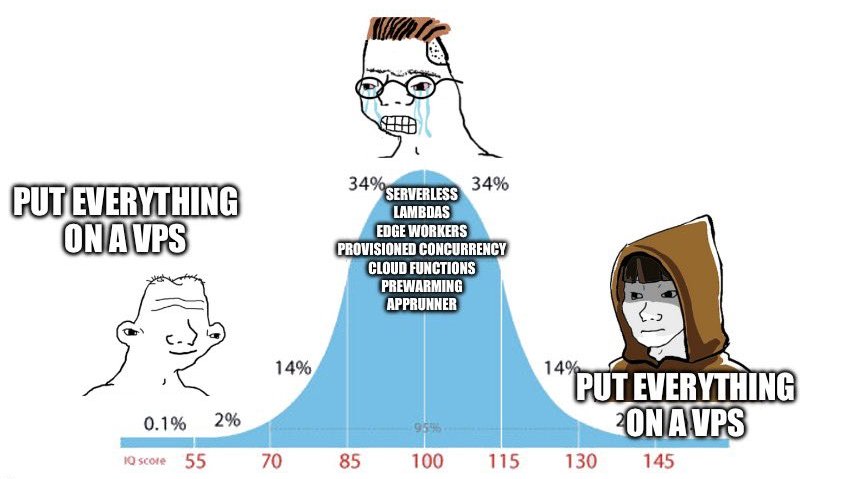 34% 34%
PUT EVERYTHING
ON A VPS
SERVERLESS
LAMBDAS
EDGE WORKERS
PROVISIONED CONCURRENCY
CLOUD FUNCTIONS
PREWARMING
APPRUNNER
14% 14%
PUT EVERYTHING
ON A VPS
0.1% 2% 95% 2
IQ score 55 70 85 100 115 130 145